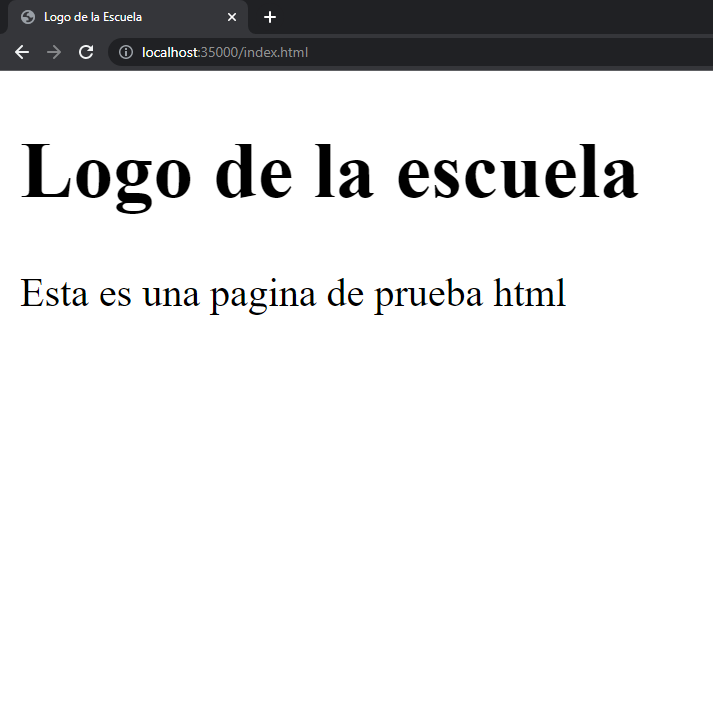 Logo de la Escuela
localhost:35000/index.html
Logo de la escuela
Esta es una pagina de prueba html